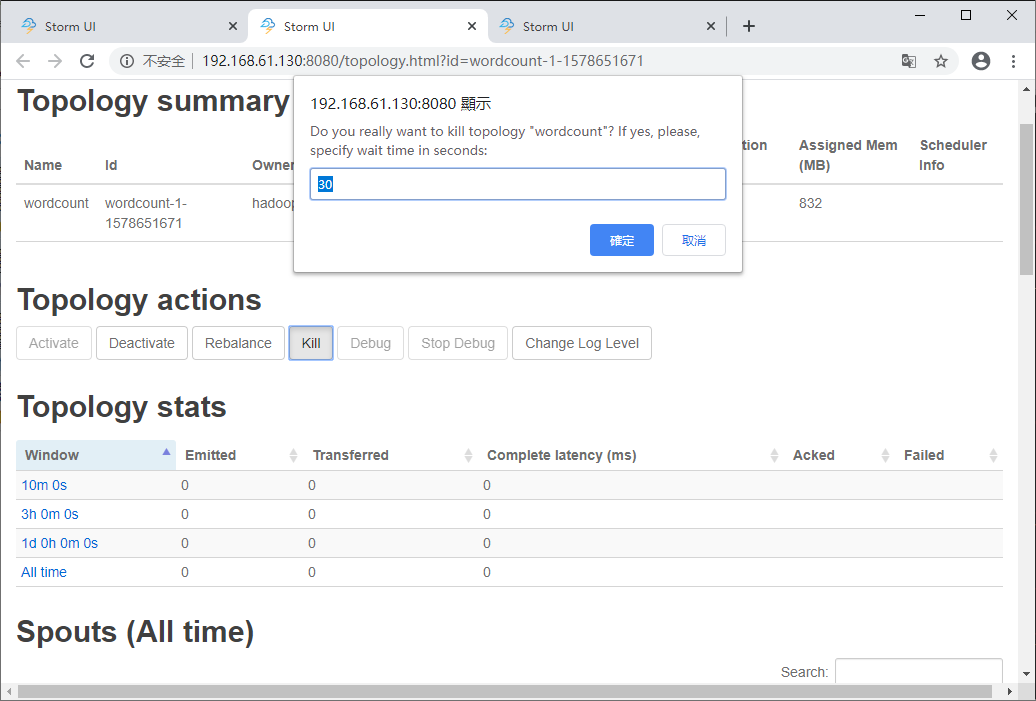 Storm UI
Storm UI
Storm UI
不安全 192.168.61.130:8080/topology.html?id=wordcount-1-1578651671
192.168.61.130:8080 顯示
Do you really want to kill topology "wordcount"? If yes, please,
specify wait time in seconds:
30
確定 取消
Topology summary
Name Id Owner tion Assigned Mem (MB) Scheduler Info
wordcount wordcount-1-1578651671 hadoop 832
Topology actions
Activate Deactivate Rebalance Kill Debug Stop Debug Change Log Level
Topology stats
Window Emitted Transferred Complete latency (ms) Acked Failed
10m 0s 0 0 0
3h 0m 0s 0 0 0
1d 0h 0m 0s 0 0 0
All time 0 0 0
Spouts (All time)
Search: